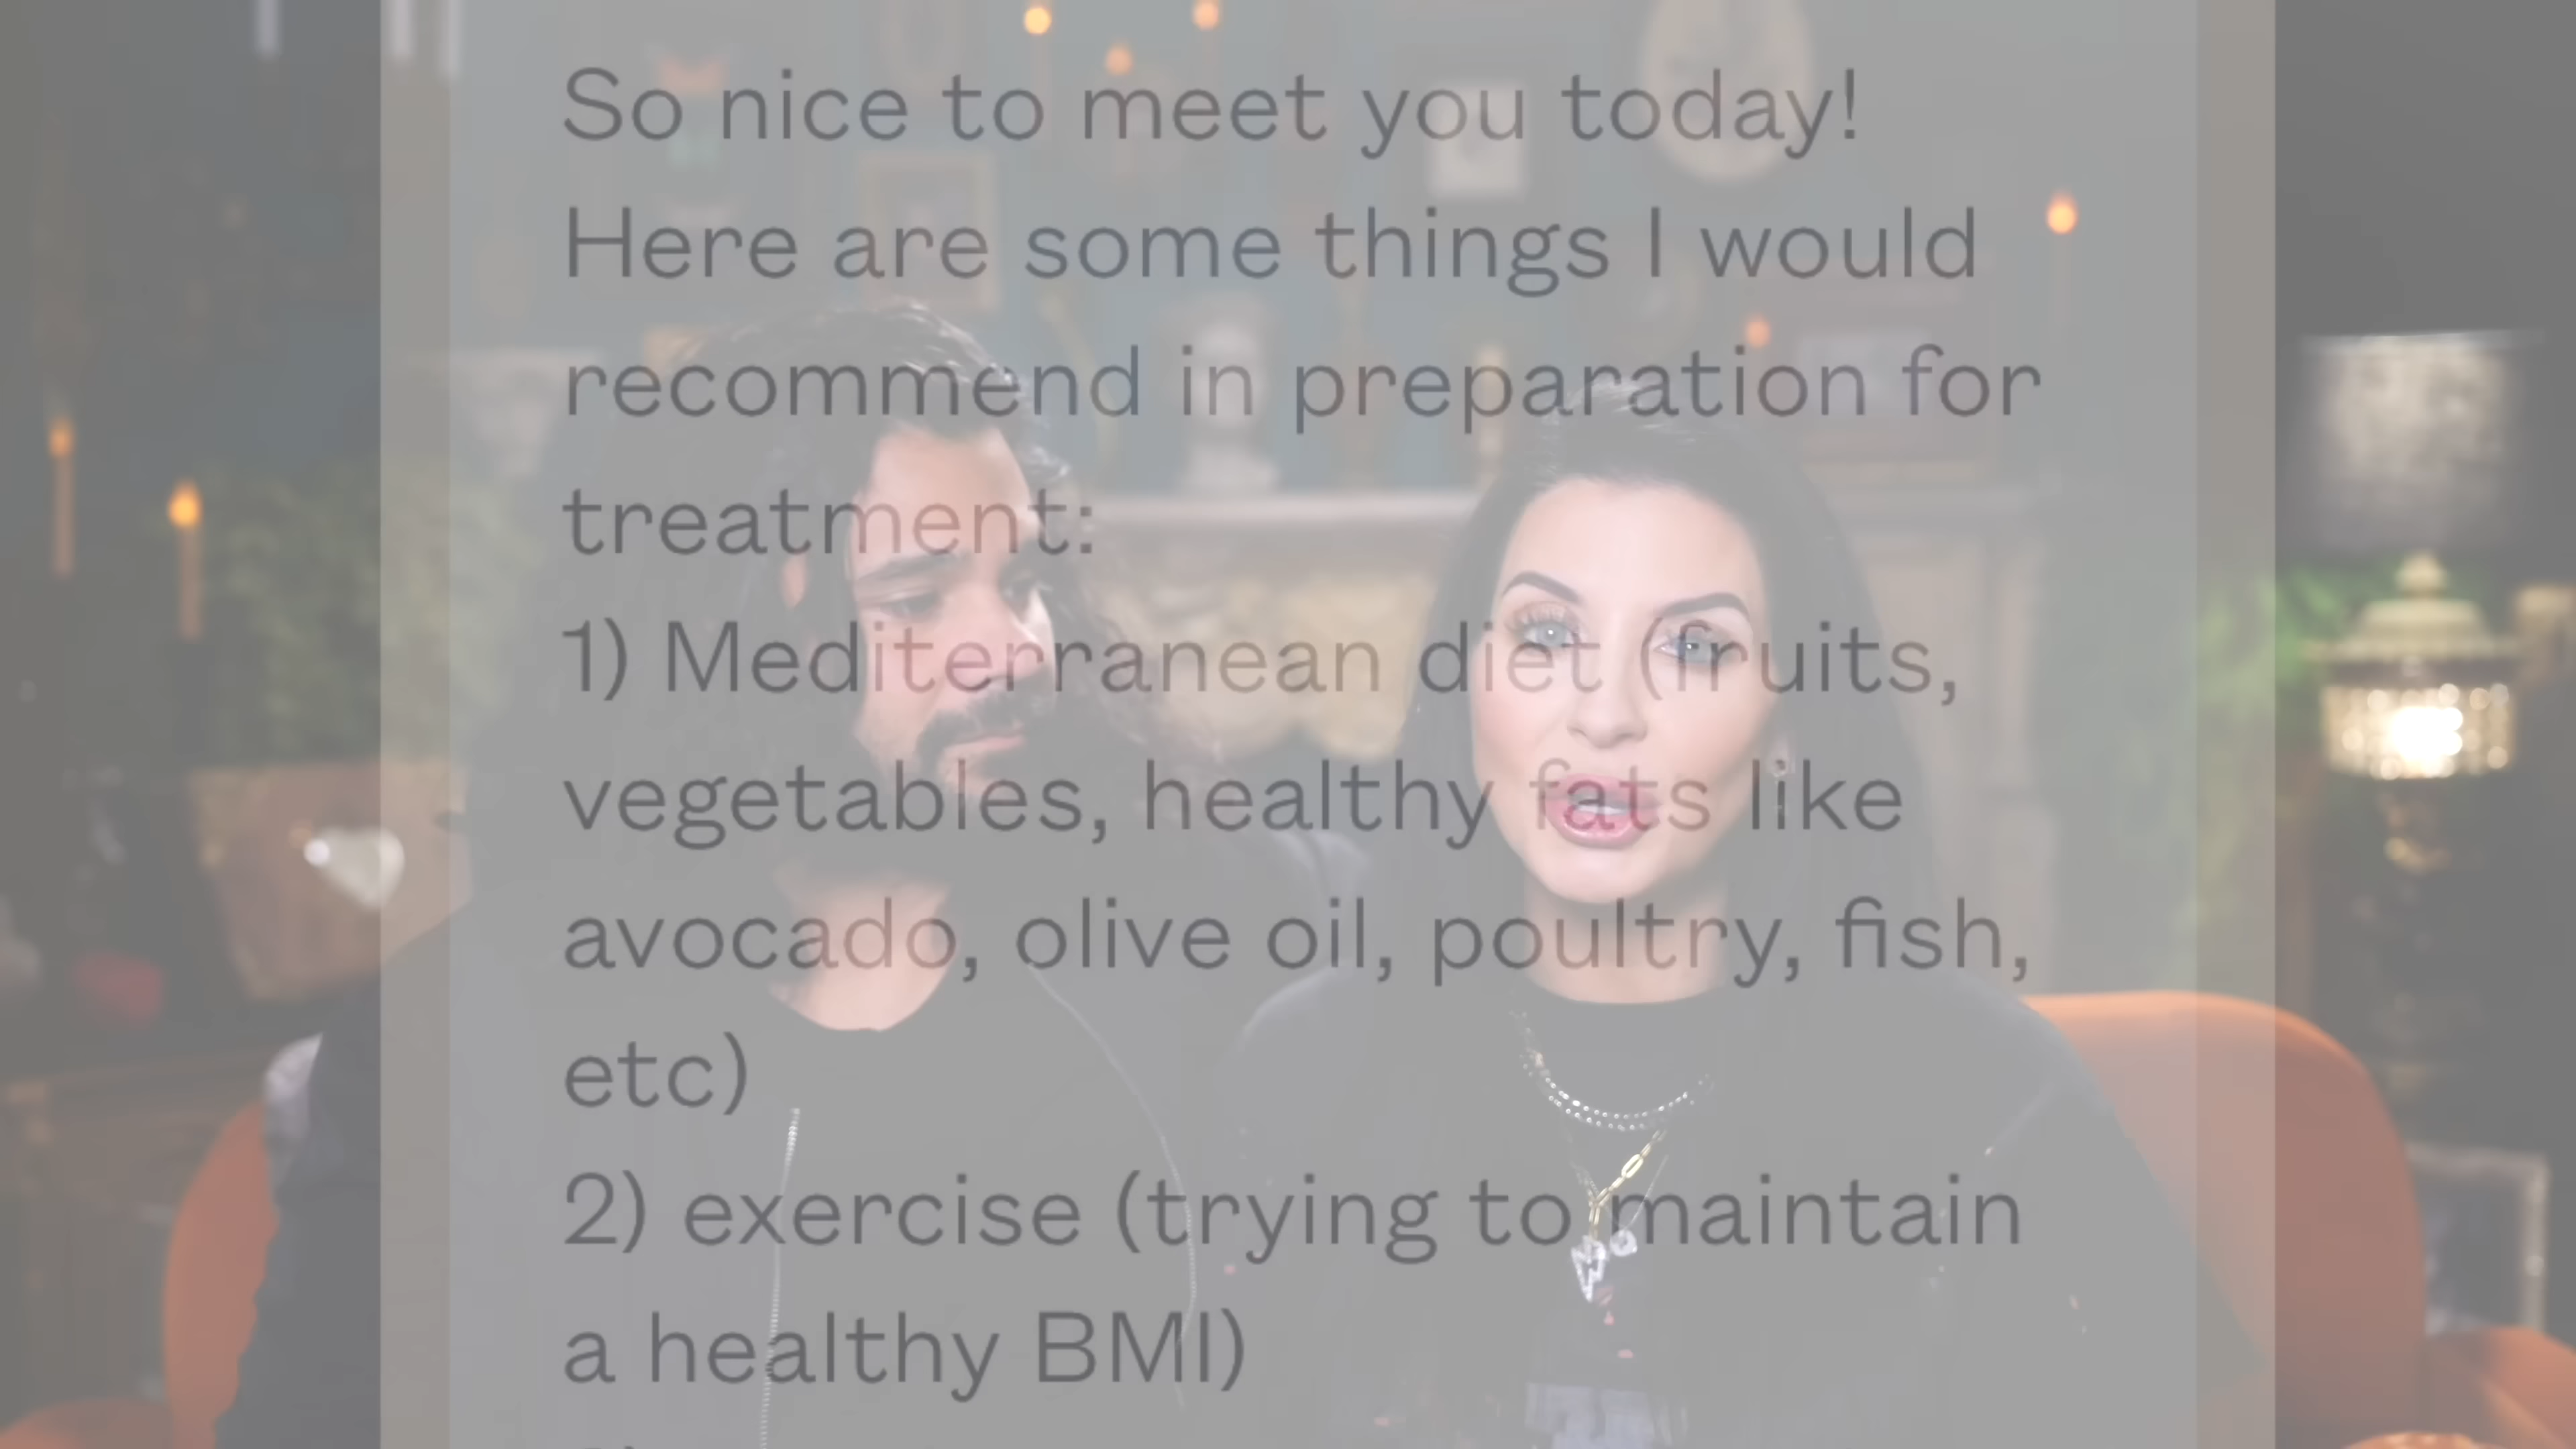 So nice to meet you today!
Here are some things I would
recommend in preparation for
treatment:
1) Mediterranean diet (fruits,
vegetables, healthy fats like
avocado, olive oil, poultry, fish,
etc)
2) exercise (trying to maintain
a healthy BMI)